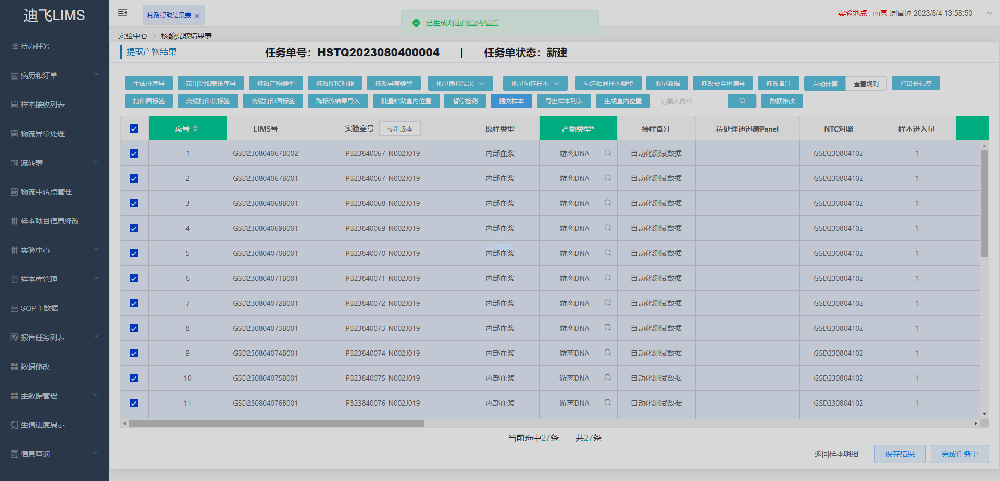 迪飞LIMS
待办任务
病历和订单
样本接收列表
物流异常处理
流转表
物流中转点管理
样本项目信息修改
实验中心
样本库管理
SOP主数据
报告任务列表
数据修改
主数据管理
生信进度展示
信息查询
核酸提取结果表
已生成对应的盒内位置
实验地点 : 南京 周官钟 2023/8/4 13:58:50
实验中心 > 核酸提取结果表
提取产物结果 任务单号：HSTQ2023080400004 | 任务单状态：新建
生成排序号 带出明细表排序号 修改产物类型 修改NTC对照 修改异常类型 批量质检结果 批量勾选样本 勾选相同样本类型 批量数据 修改安全柜编号 修改备注 自动计算 查看规则 打印长标签
打印圆标签 离线打印长标签 离线打印圆标签 酶标仪结果导入 批量粘贴盒内位置 暂停检测 提交样本 导出样本列表 生成盒内位置 请输入内容 数据修改
序号 LIMS号 实验室号 标准版本 原样类型 产物类型* 接样备注 待处理迪迅康Panel NTC对照 样本进入量
1 GSD230804067B002 PB23840067-N002J019 内部血浆 游离DNA 自动化测试数据 GSD230804102 1
2 GSD230804067B001 PB23840067-N002J019 内部血浆 游离DNA 自动化测试数据 GSD230804102 1
3 GSD230804068B001 PB23840068-N002J019 内部血浆 游离DNA 自动化测试数据 GSD230804102 1
4 GSD230804069B001 PB23840069-N002J019 内部血浆 游离DNA 自动化测试数据 GSD230804102 1
Loading
5 GSD230804070B001 PB23840070-N002J019 内部血浆 游离DNA 自动化测试数据 GSD230804102 1
6 GSD230804071B001 PB23840071-N002J019 内部血浆 游离DNA 自动化测试数据 GSD230804102 1
7 GSD230804072B001 PB23840072-N002J019 内部血浆 游离DNA 自动化测试数据 GSD230804102 1
8 GSD230804073B001 PB23840073-N002J019 内部血浆 游离DNA 自动化测试数据 GSD230804102 1
9 GSD230804074B001 PB23840074-N002J019 内部血浆 游离DNA 自动化测试数据 GSD230804102 1
10 GSD230804075B001 PB23840075-N002J019 内部血浆 游离DNA 自动化测试数据 GSD230804102 1
11 GSD230804076B001 PB23840076-N002J019 内部血浆 游离DNA 自动化测试数据 GSD230804102 1
当前选中27条 共27条
返回样本明细 保存结果 完成任务单